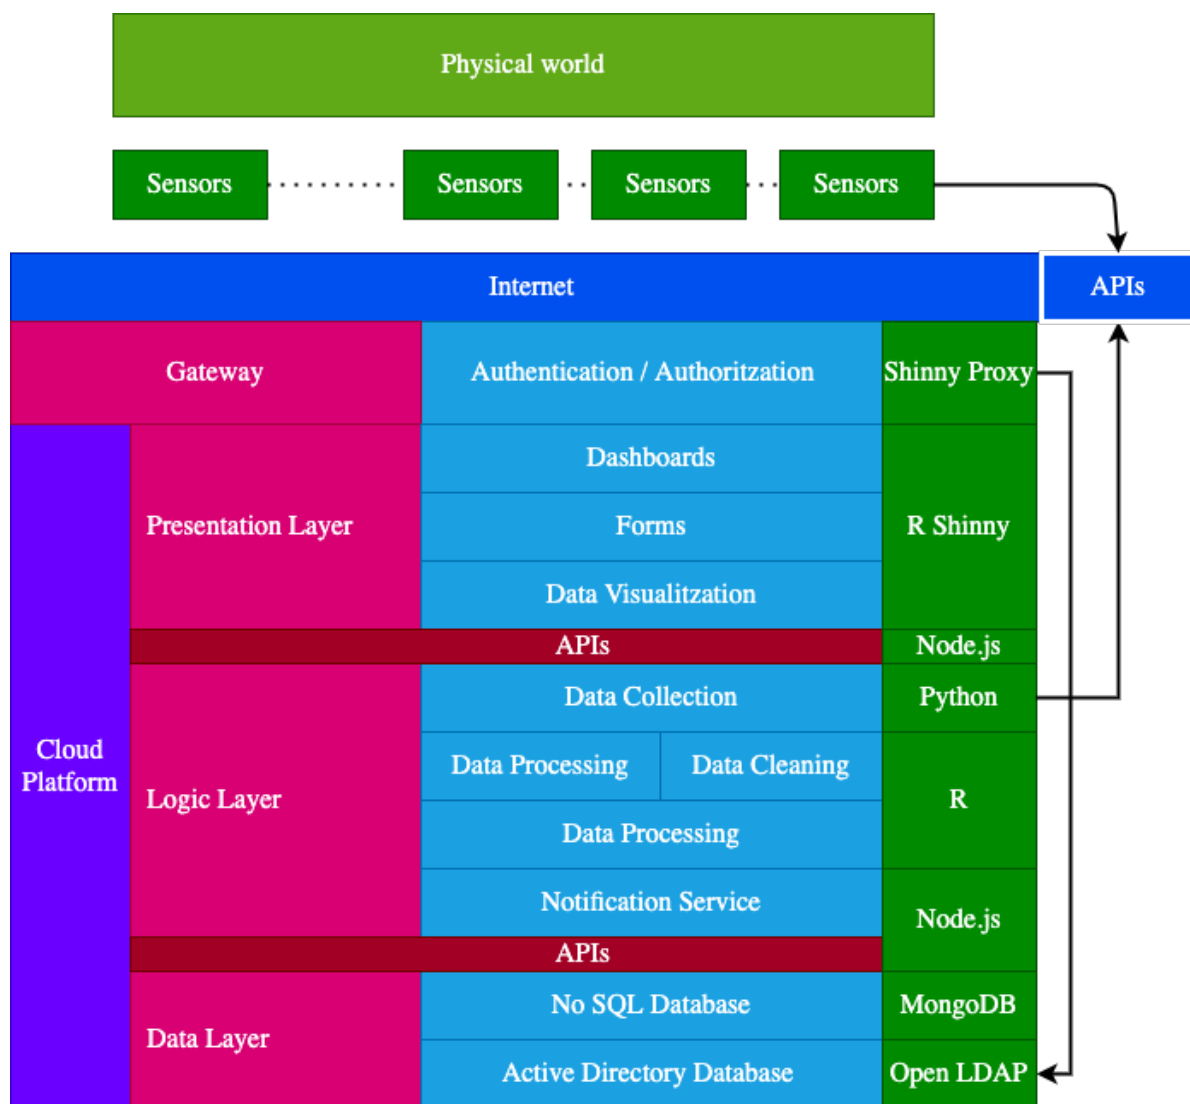 Physical world
Sensors
Sensors
Sensors
Sensors
Internet
APIs
Gateway
Authentication / Authoritzation
Shinny Proxy
Dashboards
Presentation Layer
Forms
R Shinny
Data Visualitzation
APIs
Node.js
Data Collection
Python
Cloud
Platform
Data Processing
Data Cleaning
Logic Layer
R
Data Processing
Notification Service
Node.js
APIs
No SQL Database
MongoDB
Data Layer
Active Directory Database
Open LDAP